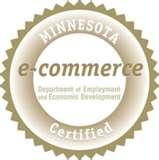 MINNESOTA
e-commerce
Department of Employment
and Economic Development
Certified